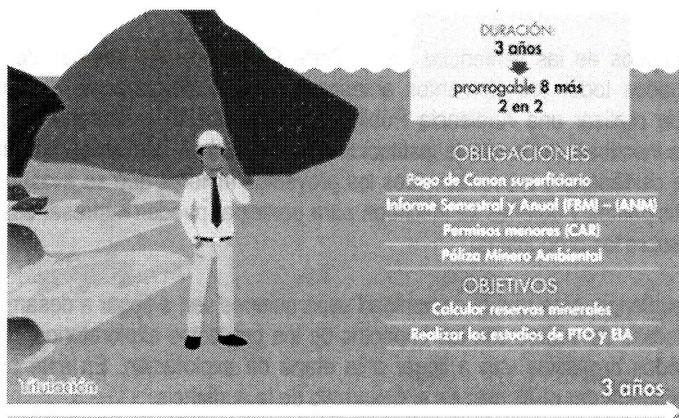 DURACIÓN:
3 años
prorrogable 8 más
2 en 2
OBLIGACIONES
Pago de Canon superficiario
Informe Semestral y Anual (FBM) – (ANM)
Permisos menores (CAR)
Póliza Minero Ambiental
OBJETIVOS
Calcular reservas minerales
Realizar los estudios de PTO y EIA
Titulación
3 años